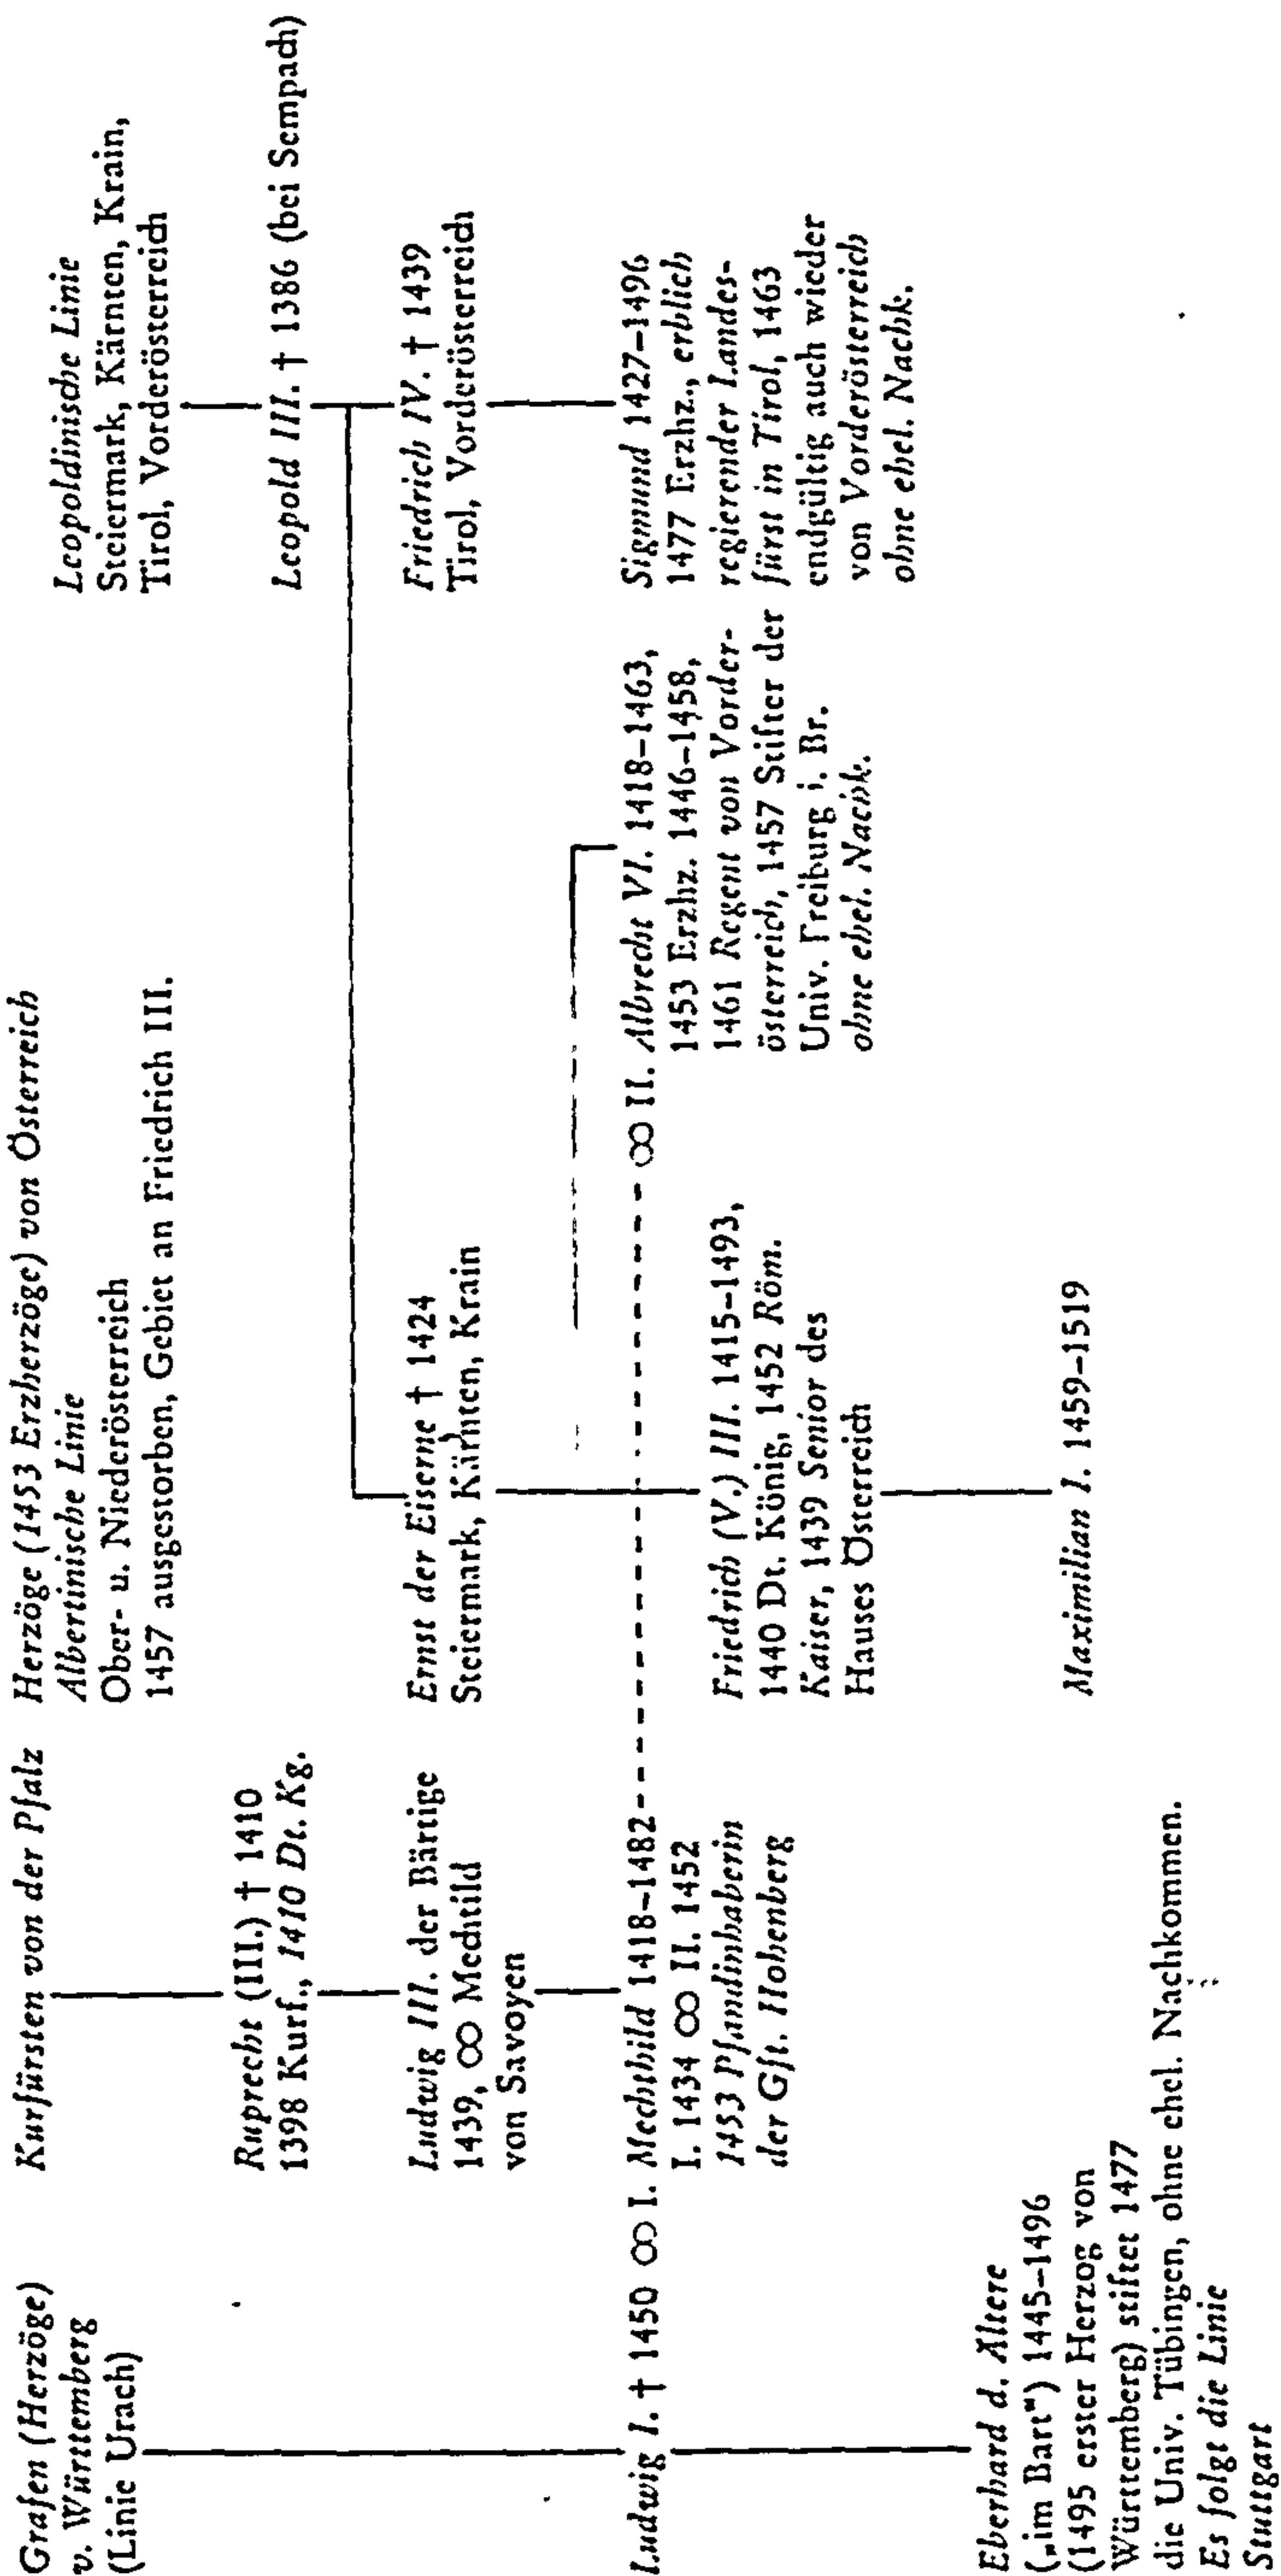 Grafen (Herzöge)
v. Württemberg
(Linie Urach)
Ludwig I. † 1450 ∞ I.
Eberhard d. Ältere
(„im Bart“) 1445–1496
(1495 erster Herzog von
Württemberg) stiftet 1477
die Univ. Tübingen, ohne ehel. Nachkommen.
Es folgt die Linie
Stuttgart
Kurfürsten von der Pfalz
Ruprecht (III.) † 1410
1398 Kurf., 1410 Dt. Kg.
Ludwig III. der Bärtige
1439, ∞ Mechtild
von Savoyen
Mechthild 1418–1482
I. 1434 ∞ II. 1452
1453 Pfandinhaberin
der Gft. Hohenberg
Herzöge (1453 Erzherzöge) von Österreich
Albertinische Linie
Ober- u. Niederösterreich
1457 ausgestorben, Gebiet an Friedrich III.
Ernst der Eiserne † 1424
Steiermark, Kärnten, Krain
Friedrich (V.) III. 1415–1493,
1440 Dt. König, 1452 Röm.
Kaiser, 1439 Senior des
Hauses Österreich
Maximilian I. 1459–1519
∞ II. Albrecht VI. 1418–1463,
1453 Erzhz. 1446–1458,
1461 Regent von Vorder-
österreich, 1457 Stifter der
Univ. Freiburg i. Br.
ohne ehel. Nachk.
Leopoldinische Linie
Steiermark, Kärnten, Krain,
Tirol, Vorderösterreich
Leopold III. † 1386 (bei Sempach)
Friedrich IV. † 1439
Tirol, Vorderösterreich
Sigmund 1427–1496
1477 Erzhz., erblich
regierender Landes-
fürst in Tirol, 1463
endgültig auch wieder
von Vorderösterreich
ohne ehel. Nachk.